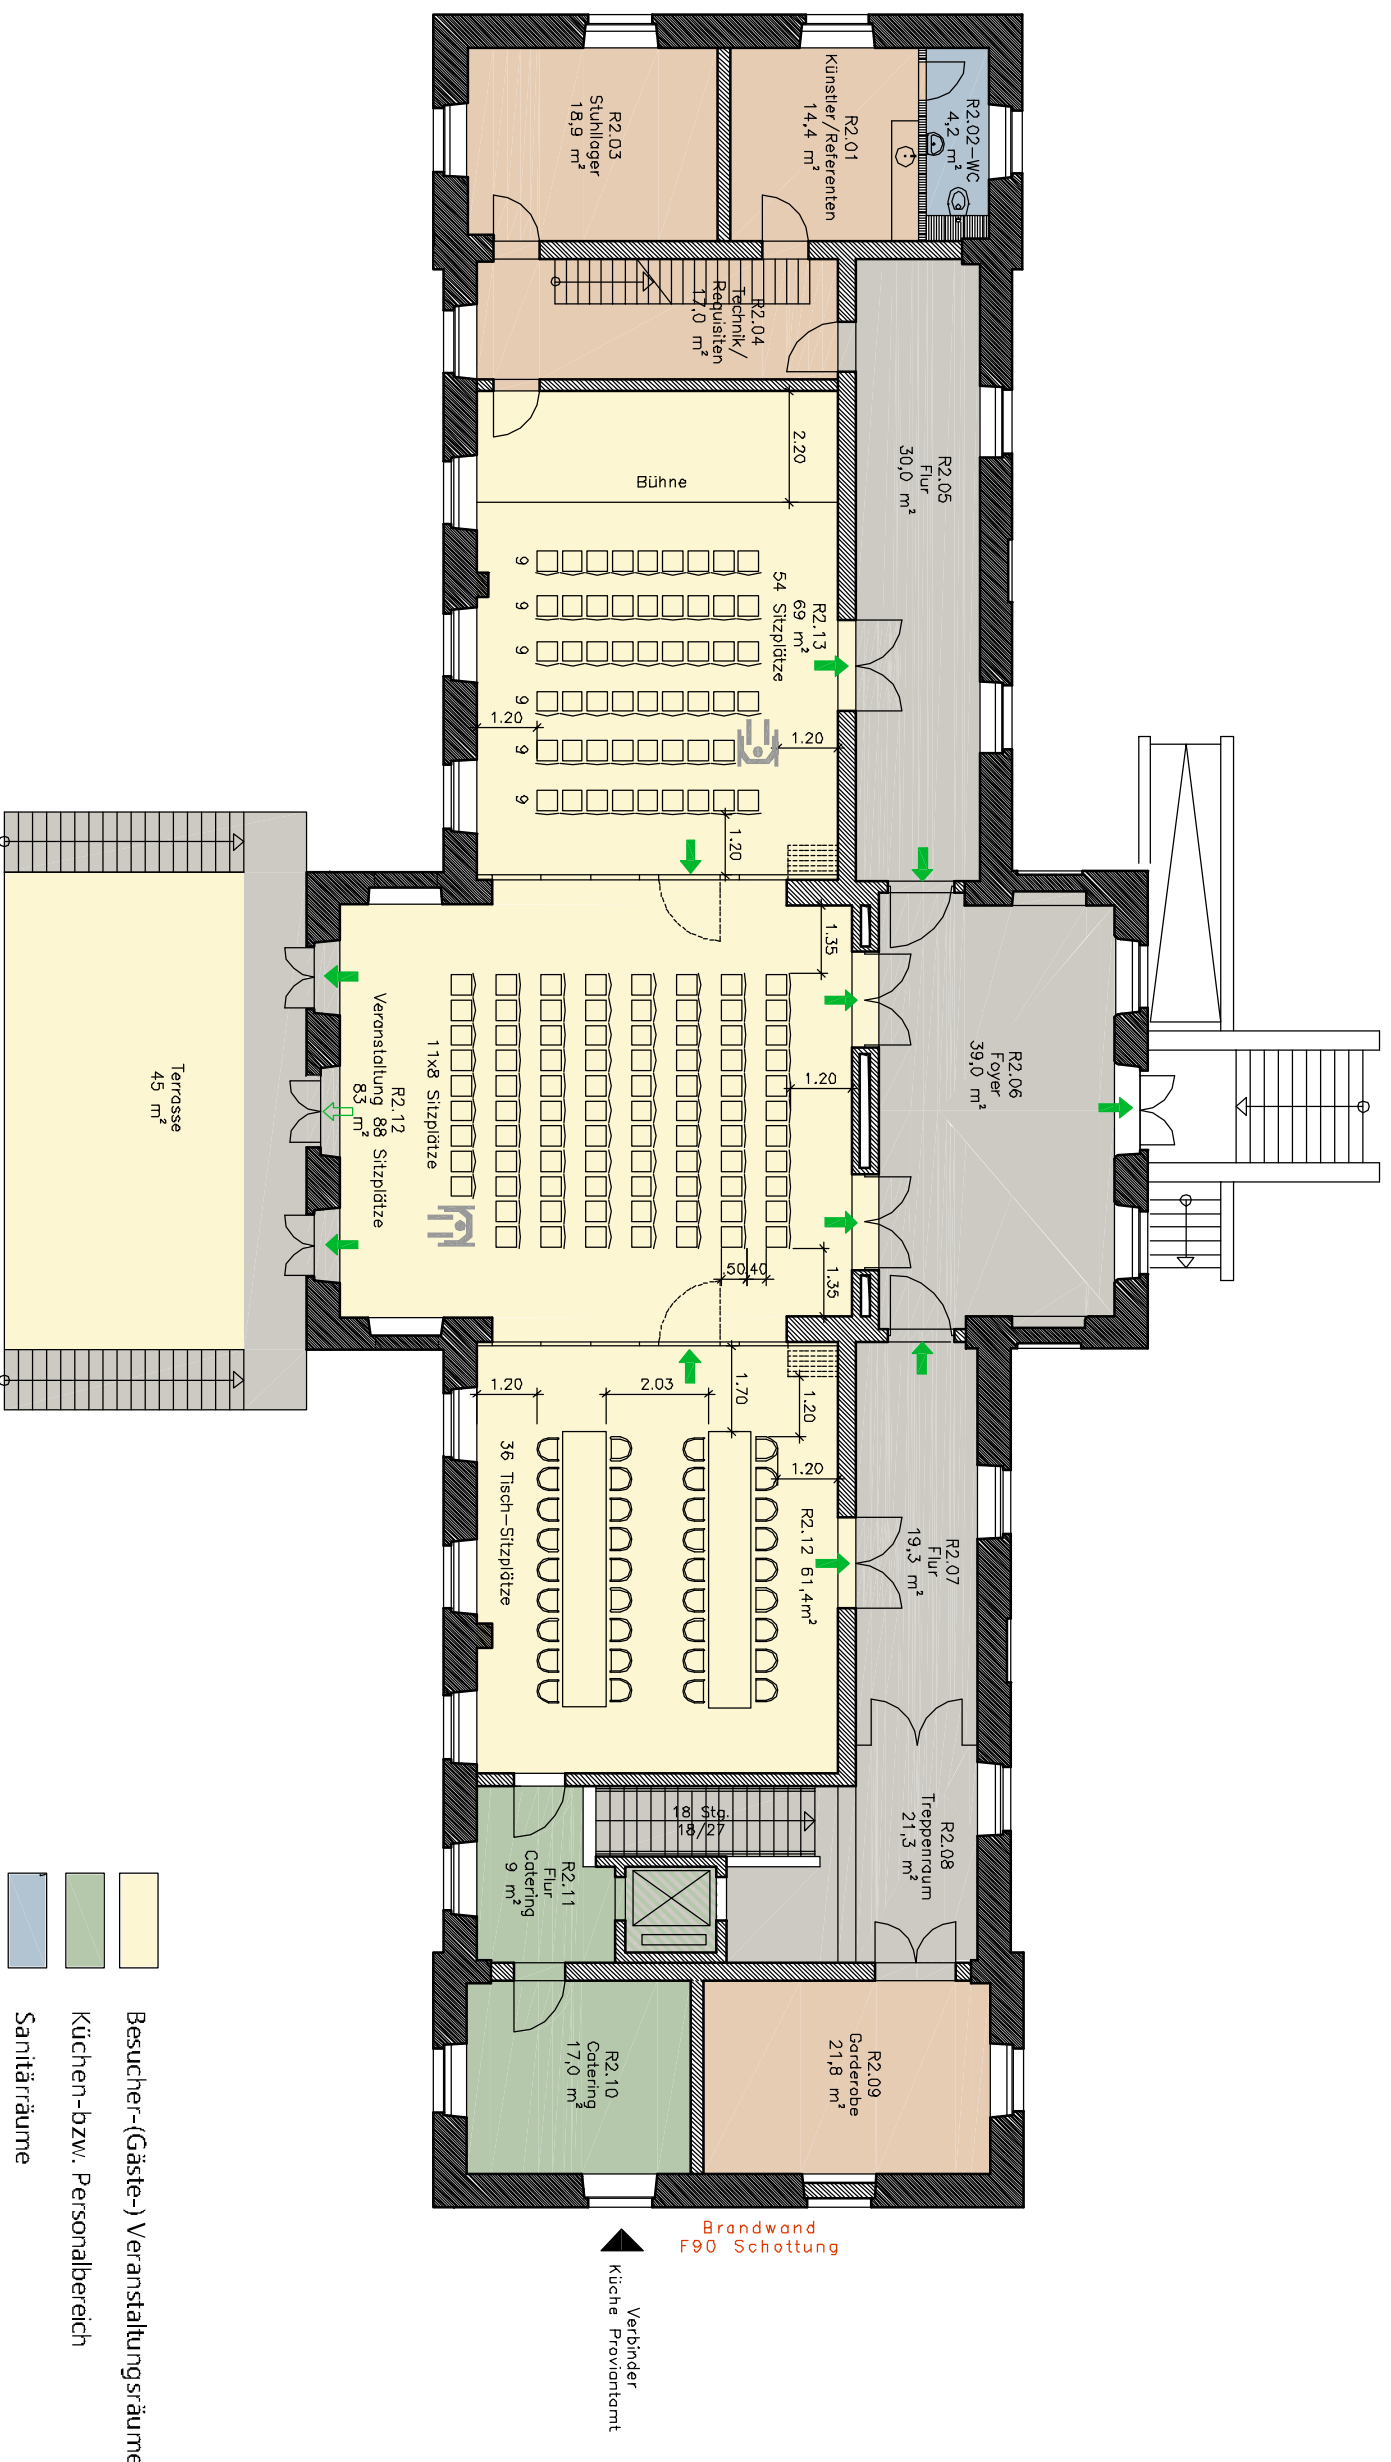 R2.02-WC
4,2 m²
R2.01
Künstler/Referenten
14,4 m²
R2.03
Stuhllager
18,9 m²
R2.04
Technik/
Requisiten
17,0 m²
R2.05
Flur
30,0 m²
2.20
Bühne
R2.13
69 m²
54 Sitzplätze
9
9
9
9
9
9
1.20
1.20
1.20
R2.06
Foyer
39,0 m²
1.35
1.20
11x8 Sitzplätze
R2.12
Veranstaltung 88 Sitzplätze
83 m²
Terrasse
45 m²
.50
.40
1.35
1.20
2.03
1.70
1.20
1.20
36 Tisch-Sitzplätze
R2.12 61,4m²
R2.07
Flur
19,3 m²
R2.08
Treppenraum
21,3 m²
18 Stg.
R2.11
Flur
Catering
9 m²
R2.10
Catering
17,0 m²
R2.09
Garderobe
21,8 m²
Brandwand
F90 Schottung
Verbinder
Küche Proviantamt
Besucher-(Gäste-) Veranstaltungsräume
Küchen-bzw. Personalbereich
Sanitärräume